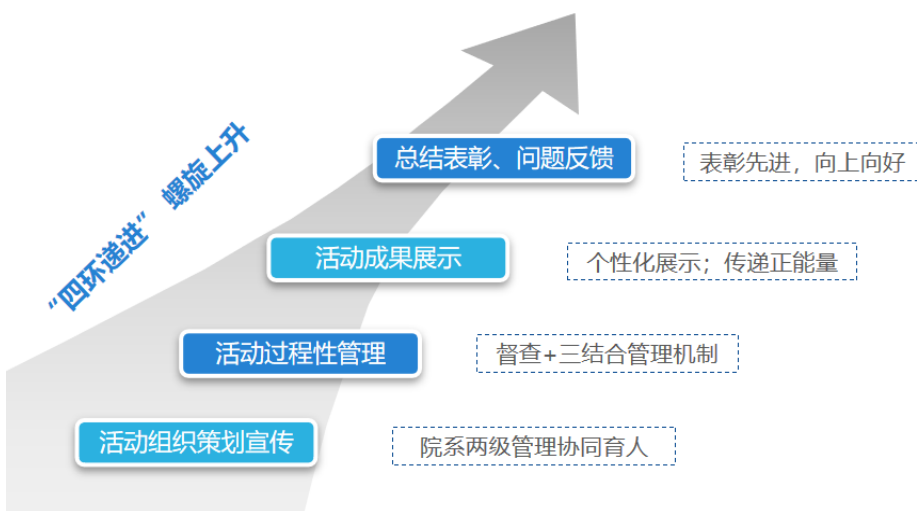 “四环递进” 螺旋上升
总结表彰、问题反馈
表彰先进，向上向好
活动成果展示
个性化展示；传递正能量
活动过程性管理
督查+三结合管理机制
活动组织策划宣传
院系两级管理协同育人